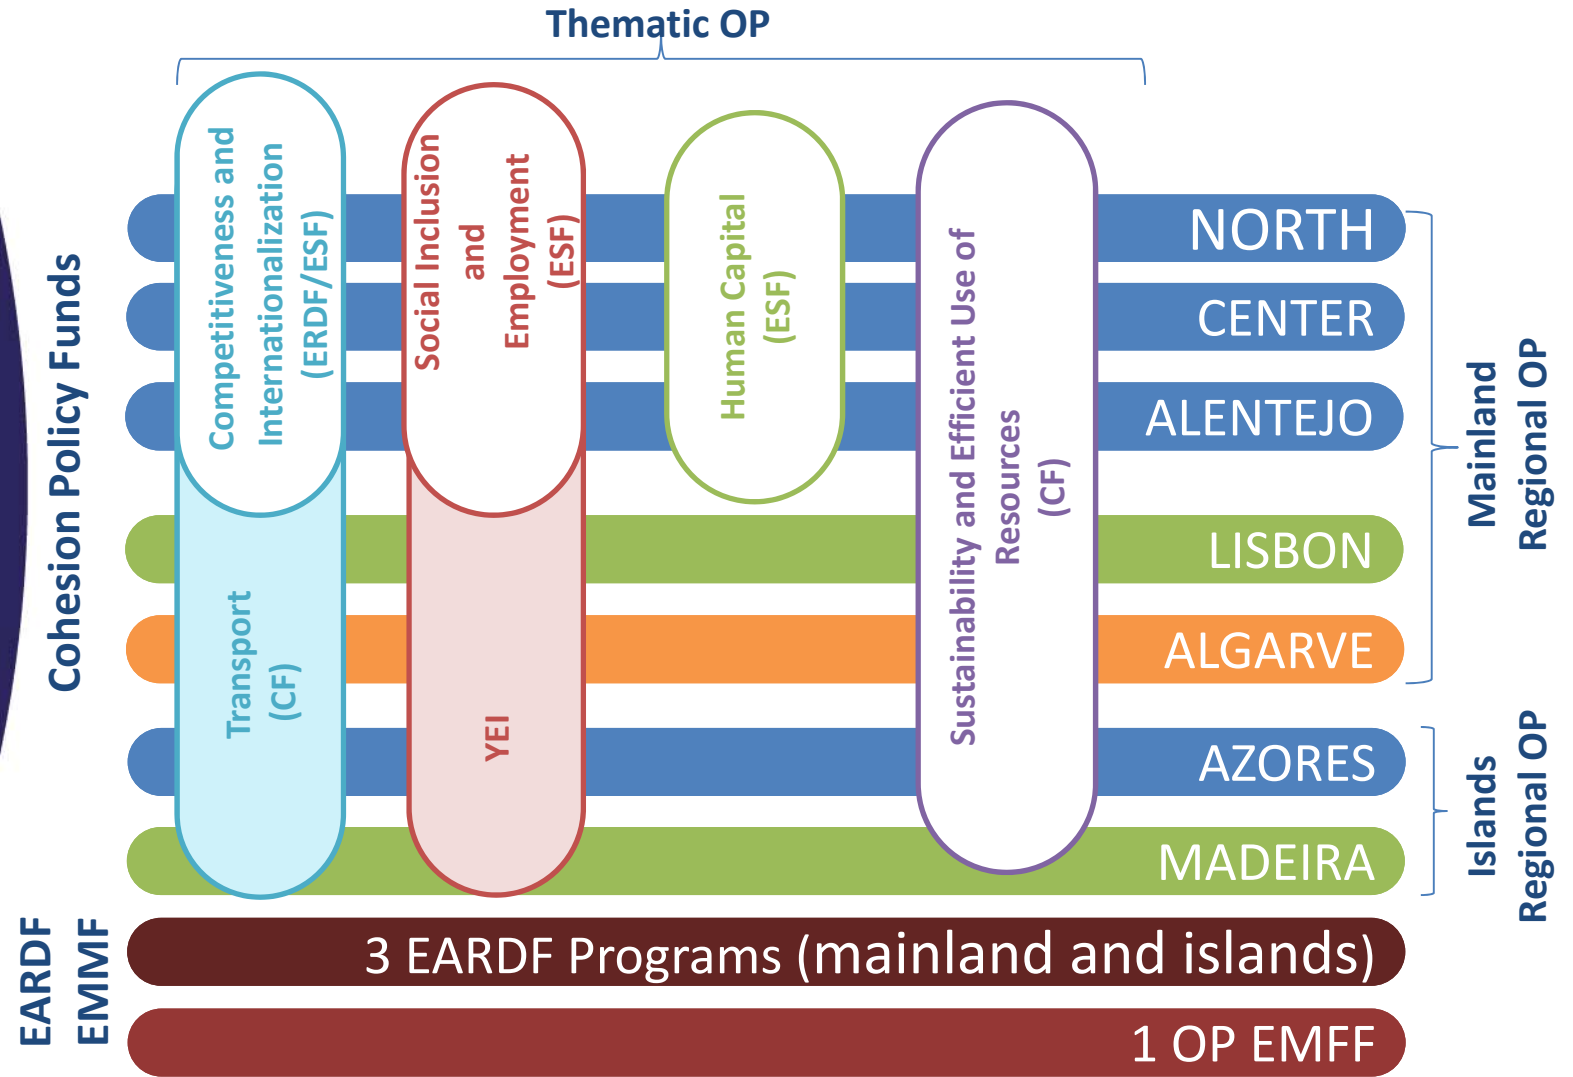 Thematic OP
Cohesion Policy Funds
Competitiveness and
Internationalization
(ERDF/ESF)
Transport
(CF)
Social Inclusion
and
Employment
(ESF)
YEI
Human Capital
(ESF)
Sustainability and Efficient Use of
Resources
(CF)
NORTH
CENTER
ALENTEJO
LISBON
ALGARVE
AZORES
MADEIRA
Mainland
Regional OP
Islands
Regional OP
EARDF
EMMF
3 EARDF Programs (mainland and islands)
1 OP EMFF